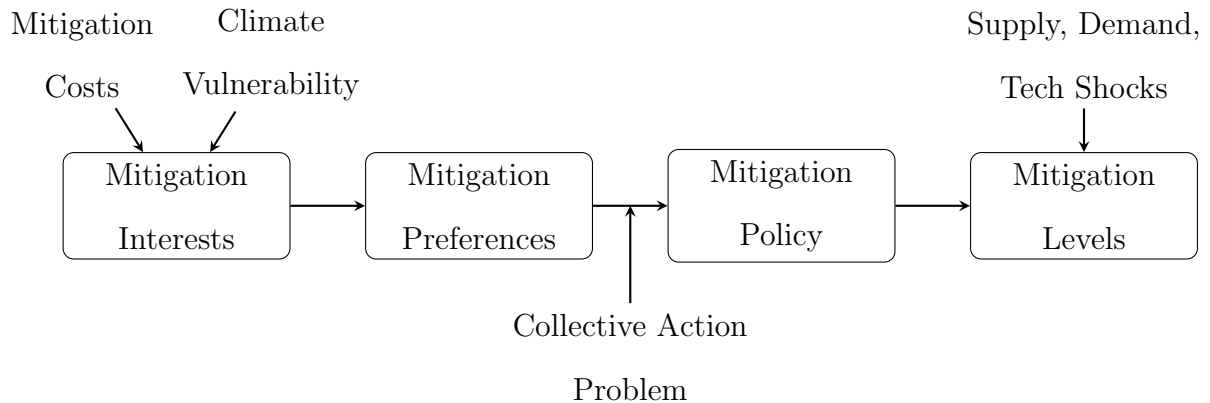 Mitigation
Costs
Climate
Vulnerability
Supply, Demand,
Tech Shocks
Mitigation
Interests
Mitigation
Preferences
Mitigation
Policy
Mitigation
Levels
Collective Action
Problem